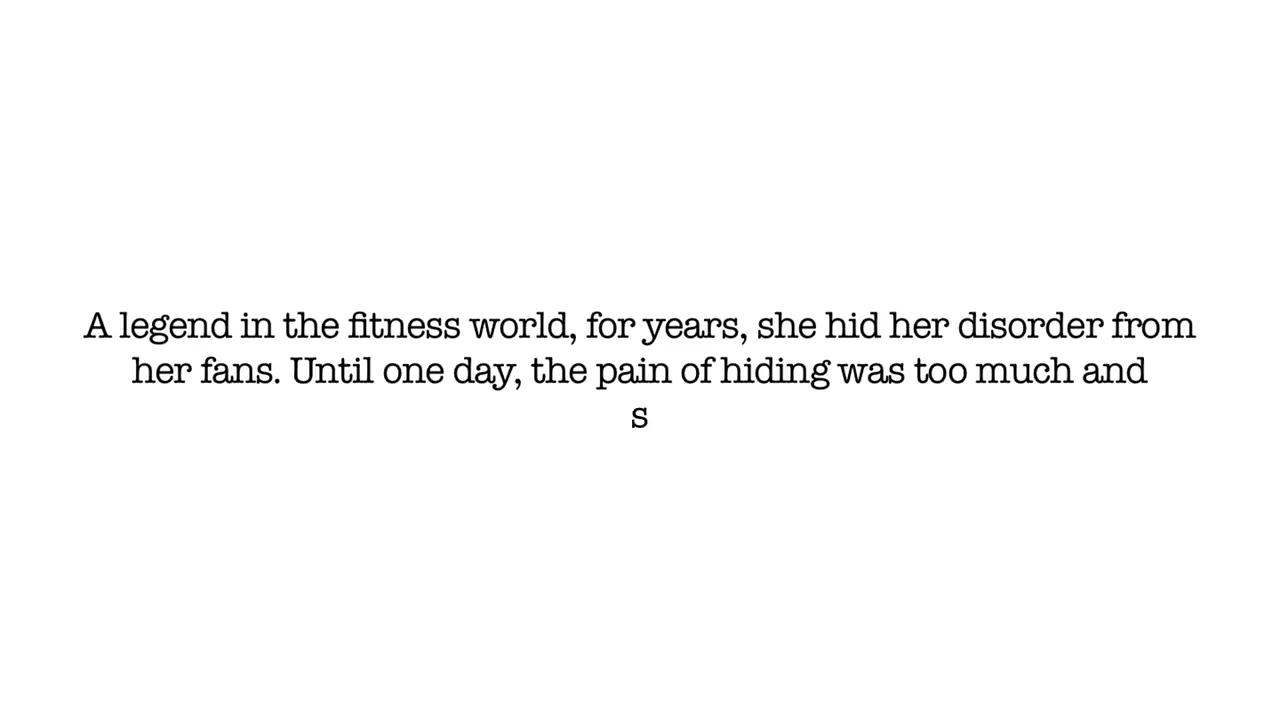 A legend in the fitness world, for years, she hid her disorder from
her fans. Until one day, the pain of hiding was too much and
s